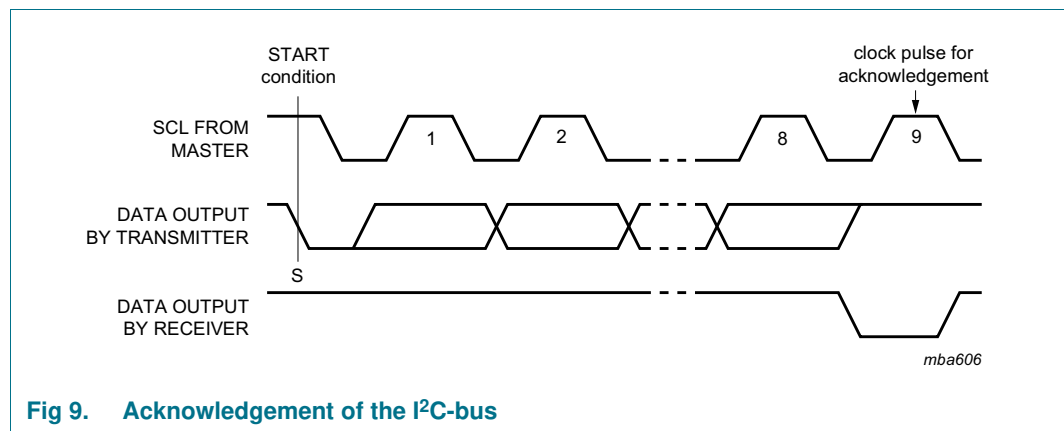 START
condition
clock pulse for
acknowledgement
SCL FROM
MASTER
1
2
8
9
DATA OUTPUT
BY TRANSMITTER
S
DATA OUTPUT
BY RECEIVER
mba606
Fig 9. Acknowledgement of the I²C-bus